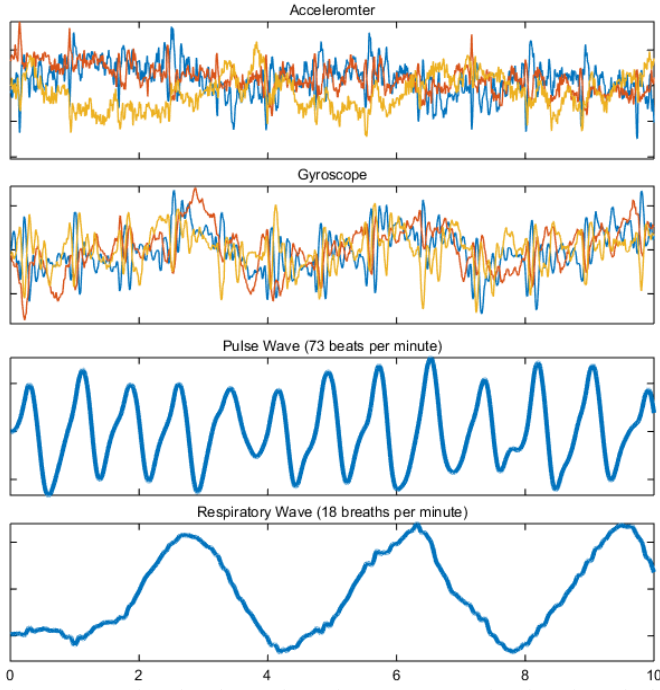 Acceleromter
Gyroscope
Pulse Wave (73 beats per minute)
Respiratory Wave (18 breaths per minute)
0 2 4 6 8 10